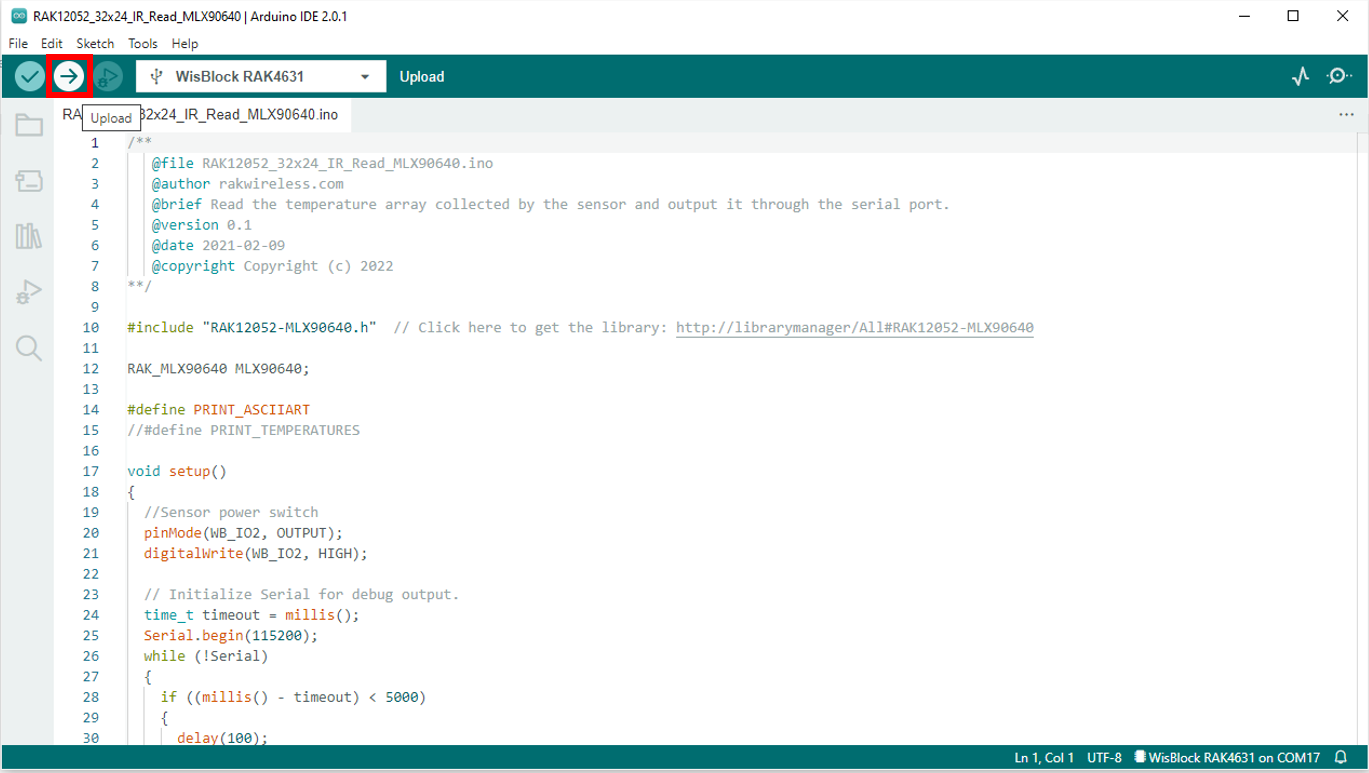 RAK12052_32x24_IR_Read_MLX90640 | Arduino IDE 2.0.1
File Edit Sketch Tools Help
WisBlock RAK4631 Upload
RA 32x24_IR_Read_MLX90640.ino
Upload
1 /**
2 @file RAK12052_32x24_IR_Read_MLX90640.ino
3 @author rakwireless.com
4 @brief Read the temperature array collected by the sensor and output it through the serial port.
5 @version 0.1
6 @date 2021-02-09
7 @copyright Copyright (c) 2022
8 **/
9
10 #include "RAK12052-MLX90640.h" // Click here to get the library: http://librarymanager/All#RAK12052-MLX90640
11
12 RAK_MLX90640 MLX90640;
13
14 #define PRINT_ASCIIART
15 //#define PRINT_TEMPERATURES
16
17 void setup()
18 {
19 //Sensor power switch
20 pinMode(WB_IO2, OUTPUT);
21 digitalWrite(WB_IO2, HIGH);
22
23 // Initialize Serial for debug output.
24 time_t timeout = millis();
25 Serial.begin(115200);
26 while (!Serial)
27 {
28 if ((millis() - timeout) < 5000)
29 {
30 delay(100);
Ln 1, Col 1 UTF-8 WisBlock RAK4631 on COM17